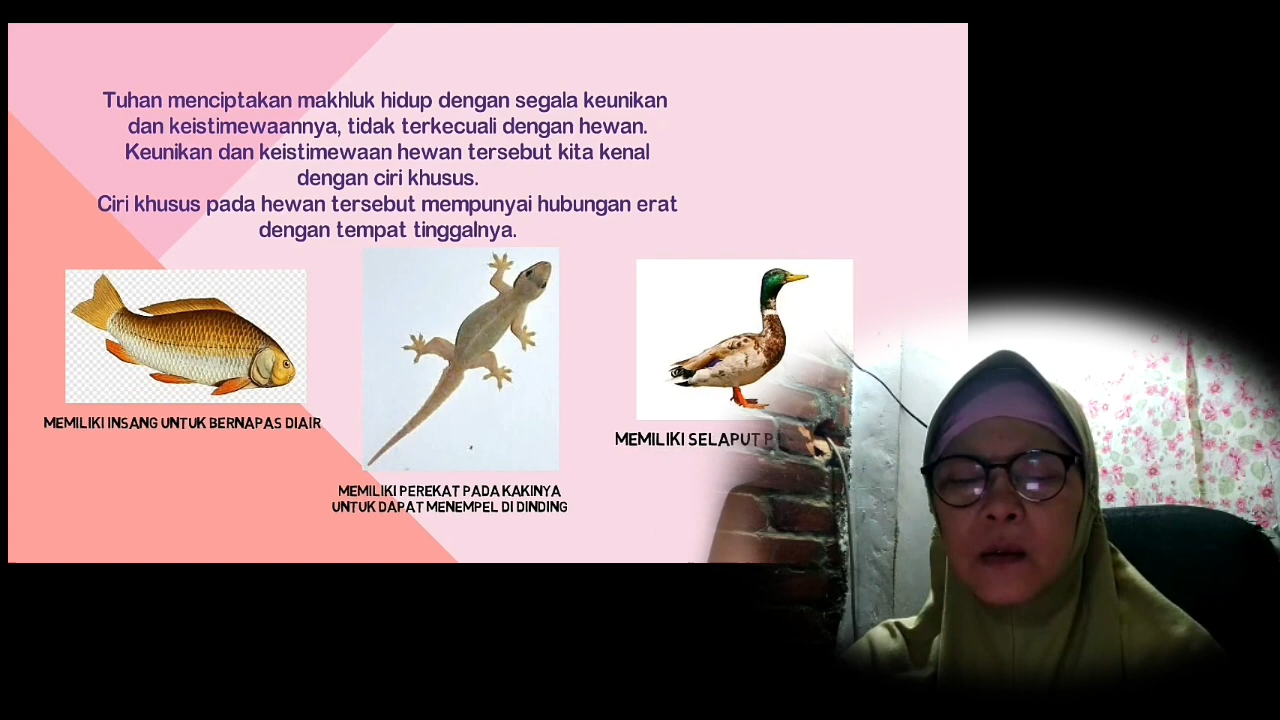 Tuhan menciptakan makhluk hidup dengan segala keunikan
dan keistimewaannya, tidak terkecuali dengan hewan.
Keunikan dan keistimewaan hewan tersebut kita kenal
dengan ciri khusus.
Ciri khusus pada hewan tersebut mempunyai hubungan erat
dengan tempat tinggalnya.
MEMILIKI INSANG UNTUK BERNAPAS DIAIR
MEMILIKI PEREKAT PADA KAKINYA
UNTUK DAPAT MENEMPEL DI DINDING
MEMILIKI SELAPUT P